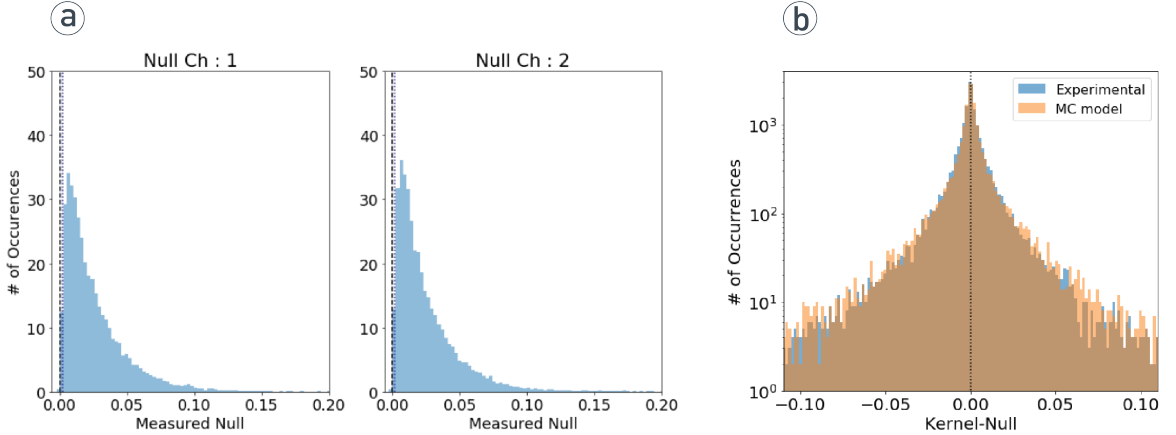 a
b
Null Ch : 1
Null Ch : 2
50
40
30
20
10
0
# of Occurences
0.00 0.05 0.10 0.15 0.20
Measured Null
50
40
30
20
10
0
0.00 0.05 0.10 0.15 0.20
Measured Null
Experimental
MC model
10³
10²
10¹
10⁰
# of Occurrences
−0.10 −0.05 0.00 0.05 0.10
Kernel-Null